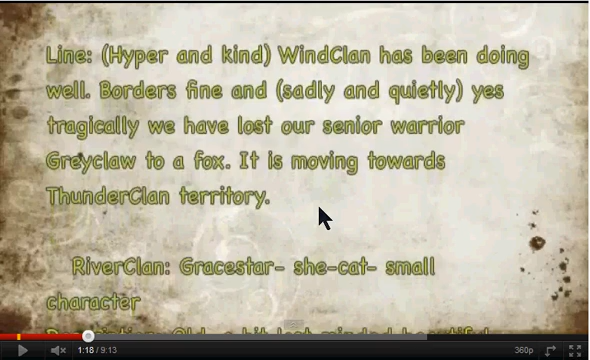 Line: (Hyper and kind) WindClan has been doing
well. Borders fine and (sadly and quietly) yes
tragically we have lost our senior warrior
Greyclaw to a fox. It is moving towards
ThunderClan territory.
RiverClan: Gracestar- she-cat- small
character
1:18 / 9:13
360p